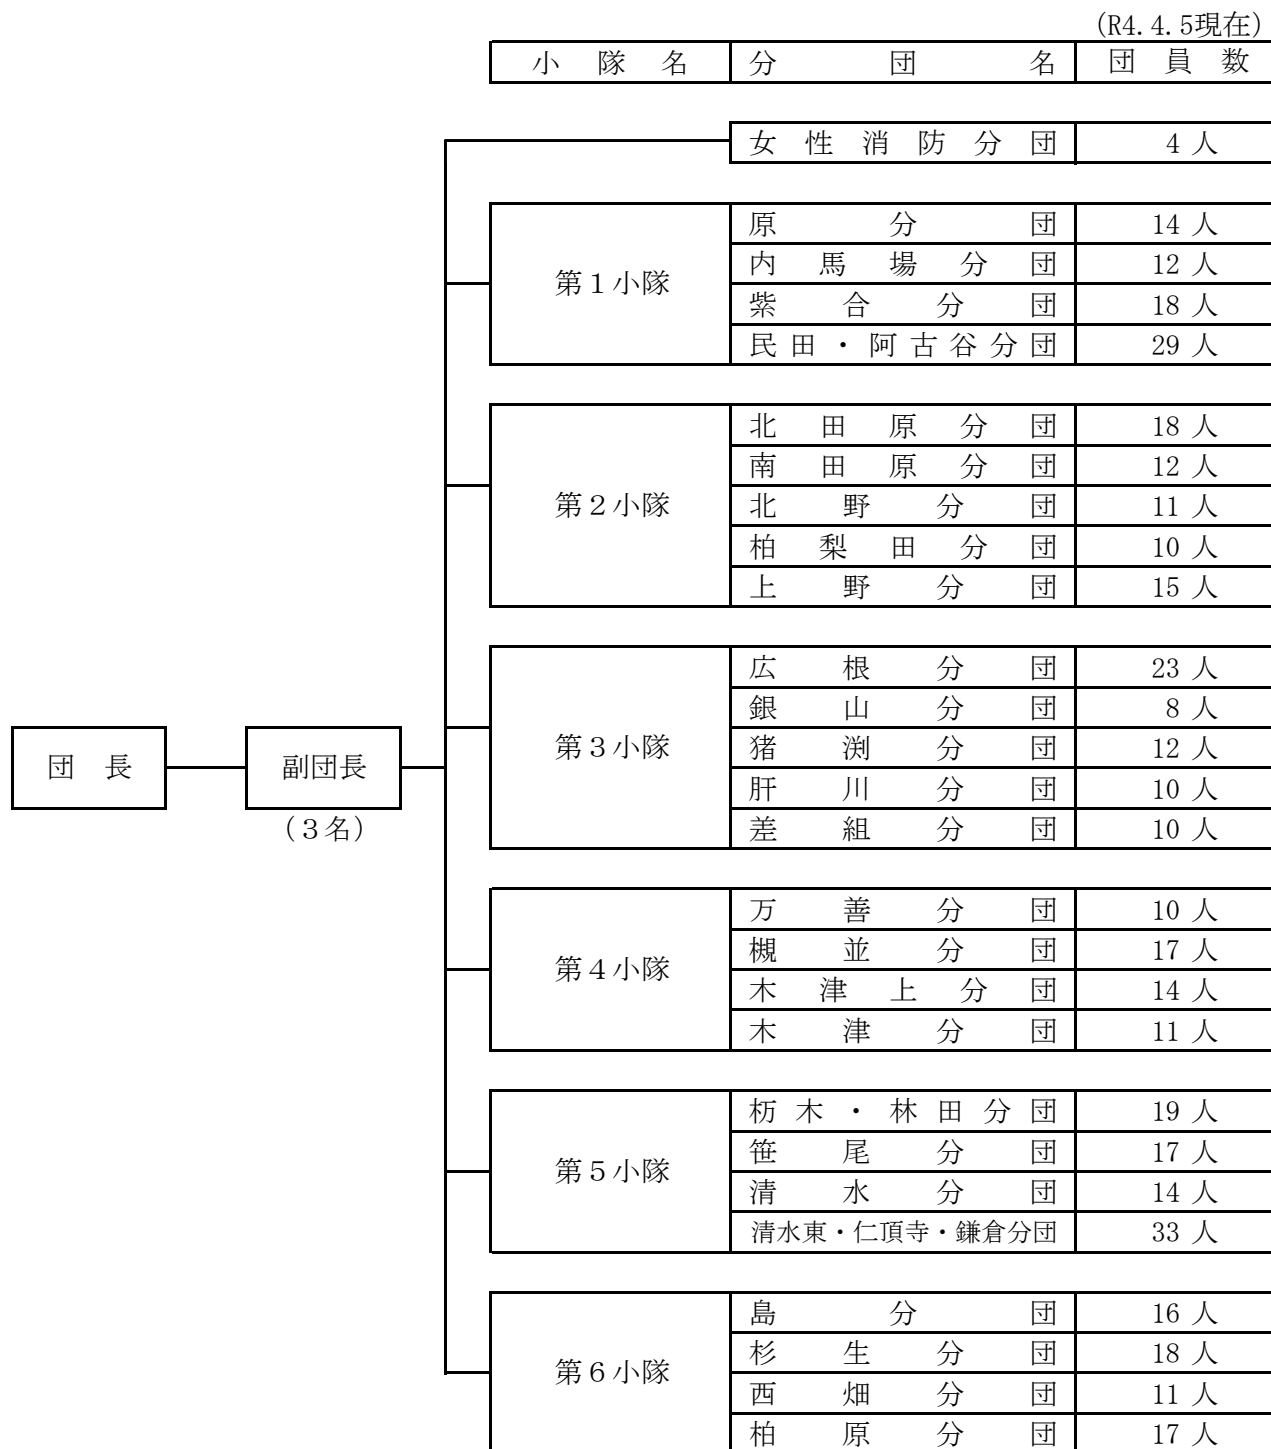 (R4.4.5現在)
小隊名 分団名 団員数
女性消防分団 4人
第1小隊
原分団 14人
内馬場分団 12人
紫合分団 18人
民田・阿古谷分団 29人
第2小隊
北田原分団 18人
南田原分団 12人
北野分団 11人
柏梨田分団 10人
上野分団 15人
団長
副団長
(3名)
第3小隊
広根分団 23人
銀山分団 8人
猪渕分団 12人
肝川分団 10人
差組分団 10人
第4小隊
万善分団 10人
槻並分団 17人
木津上分団 14人
木津分団 11人
第5小隊
杤木・林田分団 19人
笹尾分団 17人
清水分団 14人
清水東・仁頂寺・鎌倉分団 33人
第6小隊
島分団 16人
杉生分団 18人
西畑分団 11人
柏原分団 17人